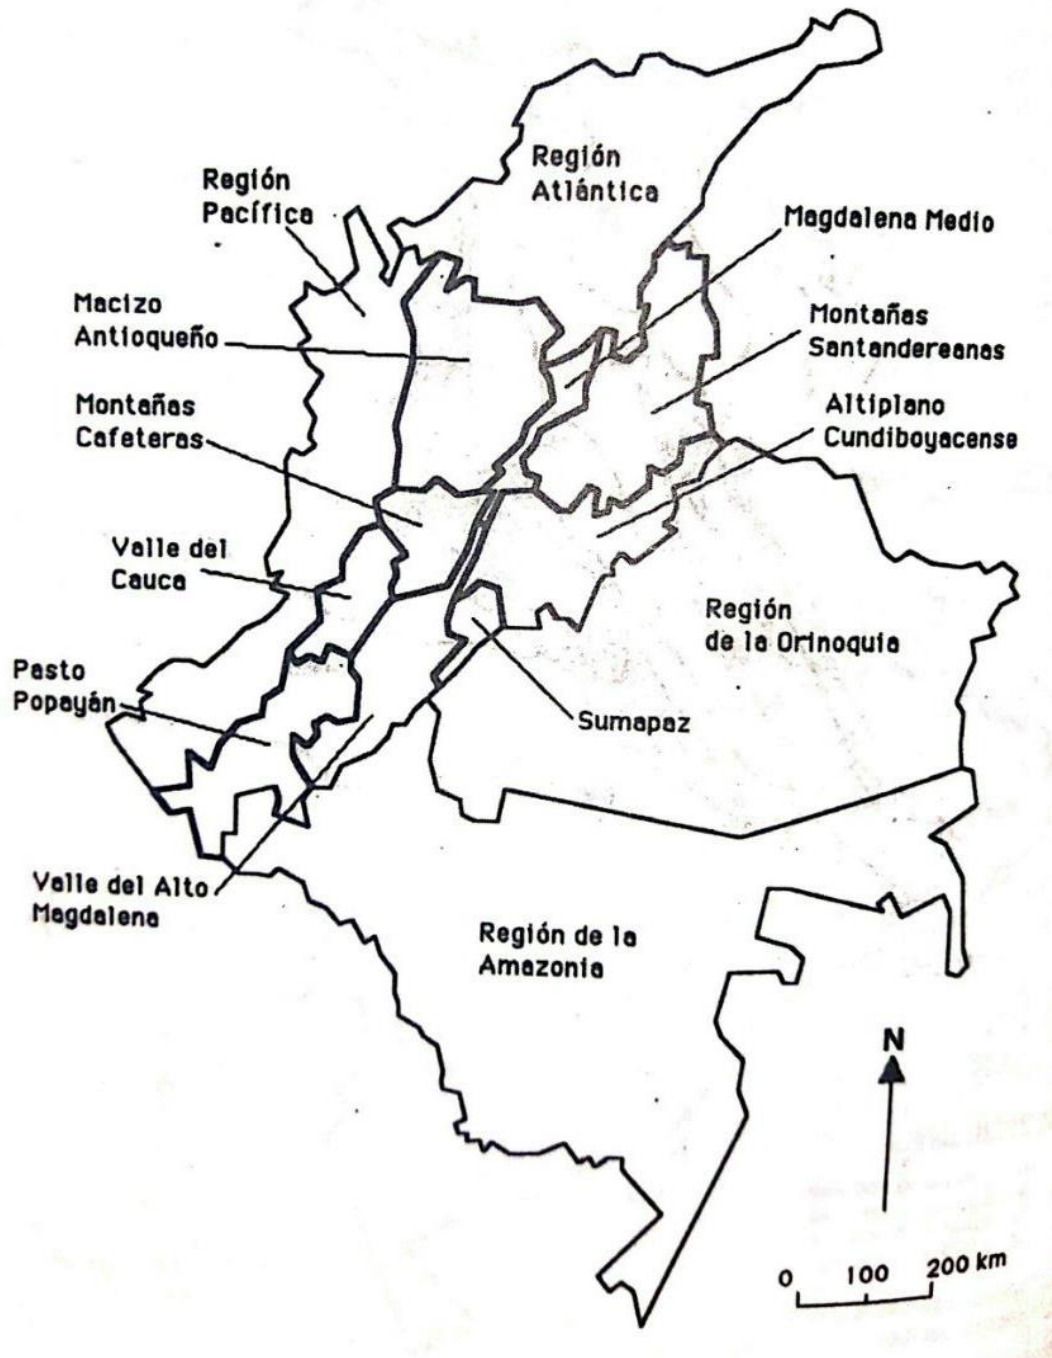 Región
Atlántica
Región
Pacífica
Magdalena Medio
Macizo
Antioqueño
Montañas
Santandereanas
Montañas
Cafeteras
Altiplano
Cundiboyacense
Valle del
Cauca
Región
de la Orinoquia
Pasto
Popayán
Sumapaz
Valle del Alto
Magdalena
Región de la
Amazonia
N
0 100 200 km